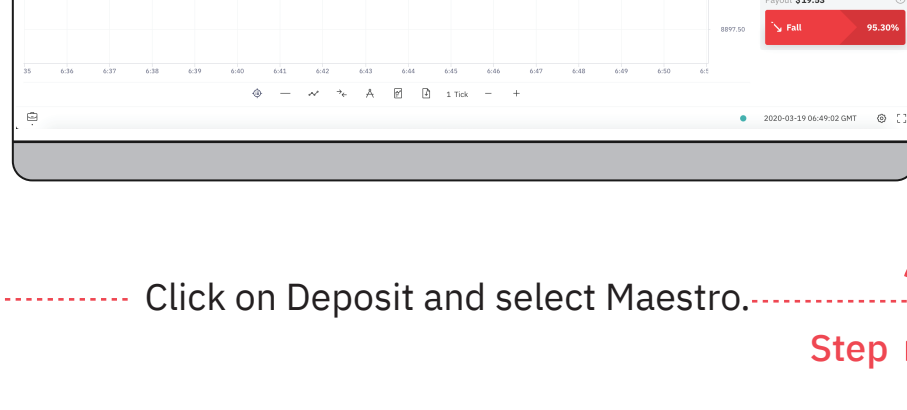 Payout $19.53
Fall 95.30%
8897.50
35 6:36 6:37 6:38 6:39 6:40 6:41 6:42 6:43 6:44 6:45 6:46 6:47 6:48 6:49 6:50
1 Tick
2020-03-19 06:49:02 GMT
Click on Deposit and select Maestro.
Step